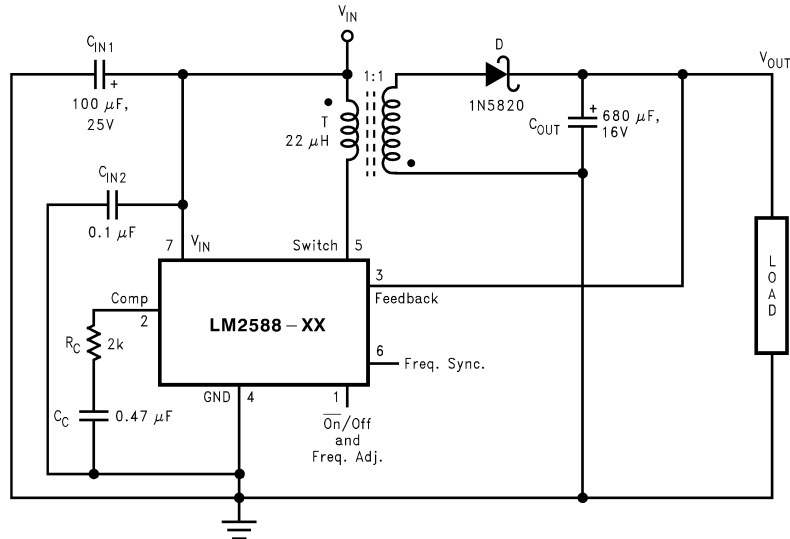 V_IN
C_IN1
+
100 μF,
25V
1:1
T
22 μH
D
1N5820
V_OUT
C_OUT
+
680 μF,
16V
C_IN2
0.1 μF
7 V_IN
Switch 5
3
Feedback
Comp
2
LM2588-XX
R_C 2k
6
Freq. Sync.
LOAD
GND 4
1
C_C 0.47 μF
O̅n̅/Off
and
Freq. Adj.